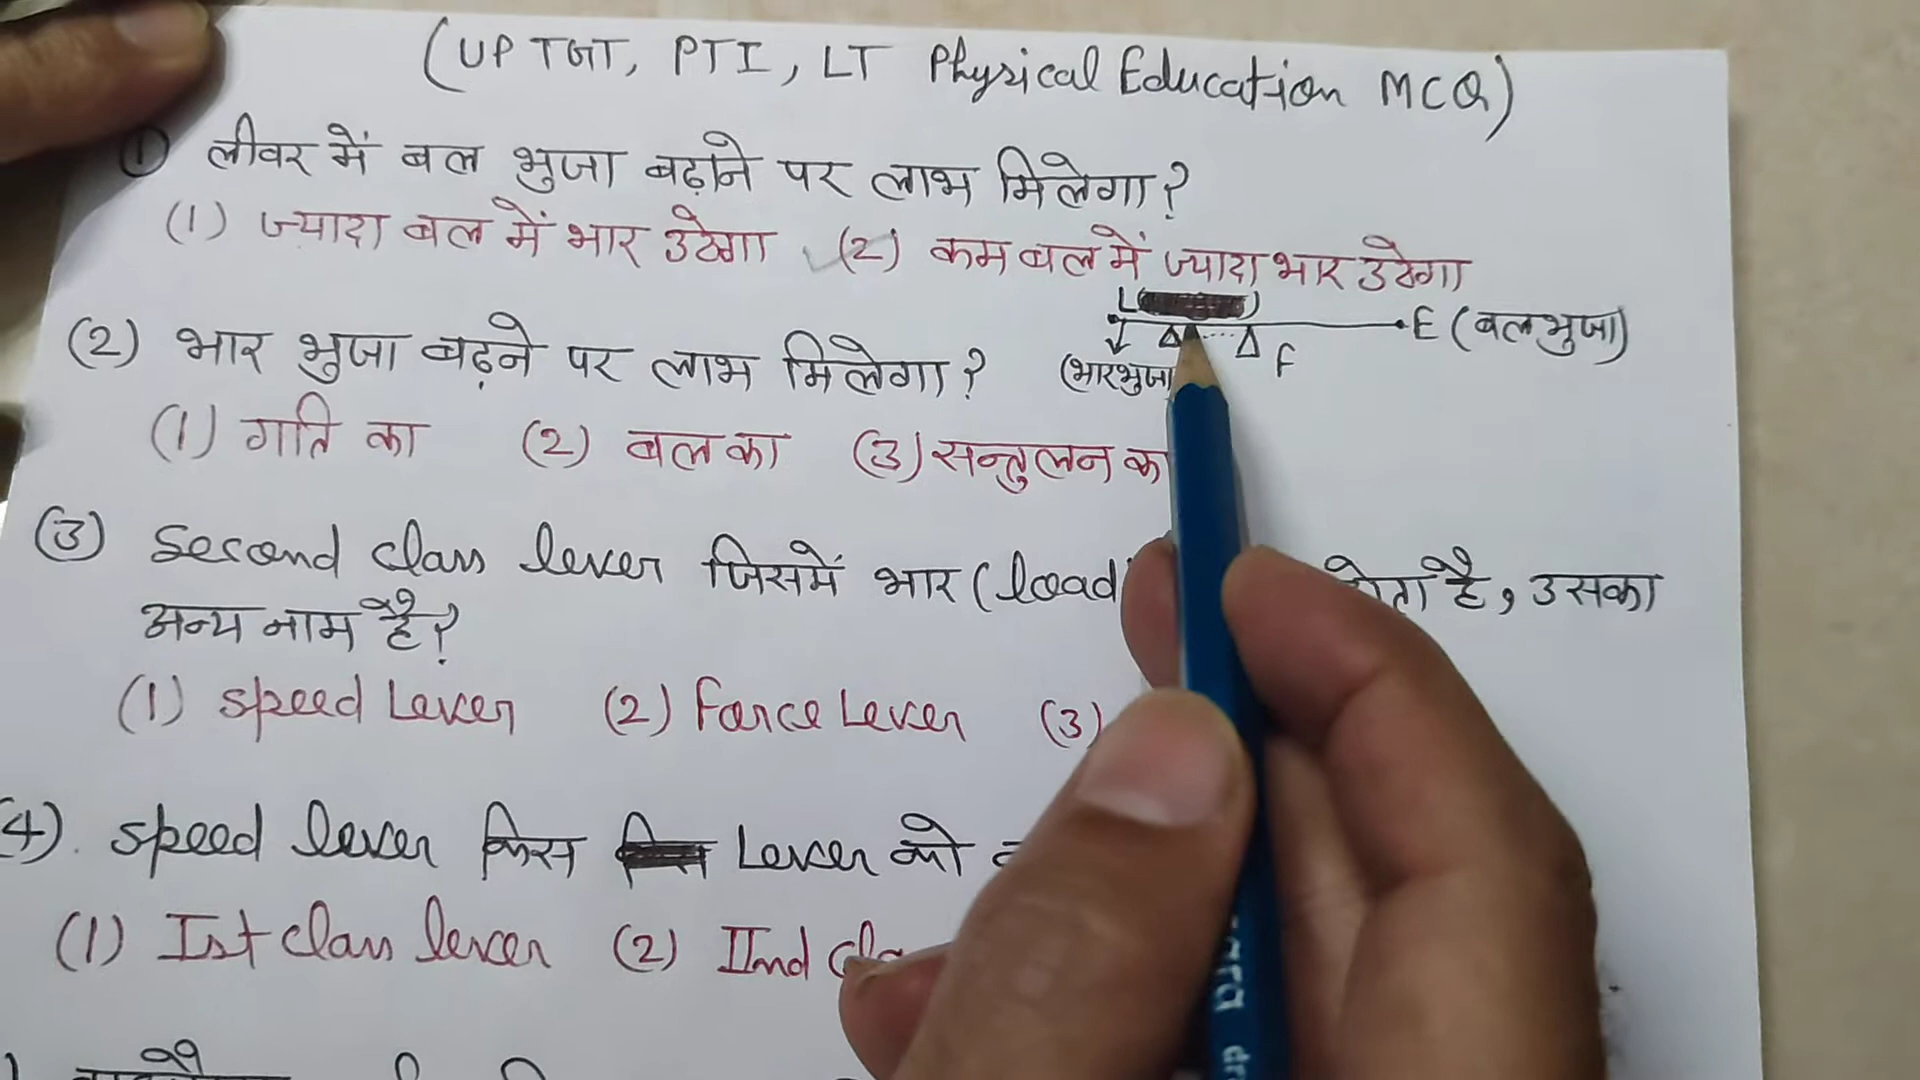 (UP TGT, PTI, LT Physical Education MCQ)
① लीवर में बल भुजा बढ़ाने पर लाभ मिलेगा?
(1) ज्यादा बल में भार उठेगा (2) कम बल में ज्यादा भार उठेगा
L E (बलभुजा)
(2) भार भुजा बढ़ने पर लाभ मिलेगा? (भारभुजा F
(1) गति का (2) बल का (3) सन्तुलन का
(3) Second class lever जिसमें भार (load होता है, उसका
अन्य नाम है?
(1) speed Lever (2) Force Lever (3)
(4). speed lever किस Lever को
(1) Ist class lever (2) IInd